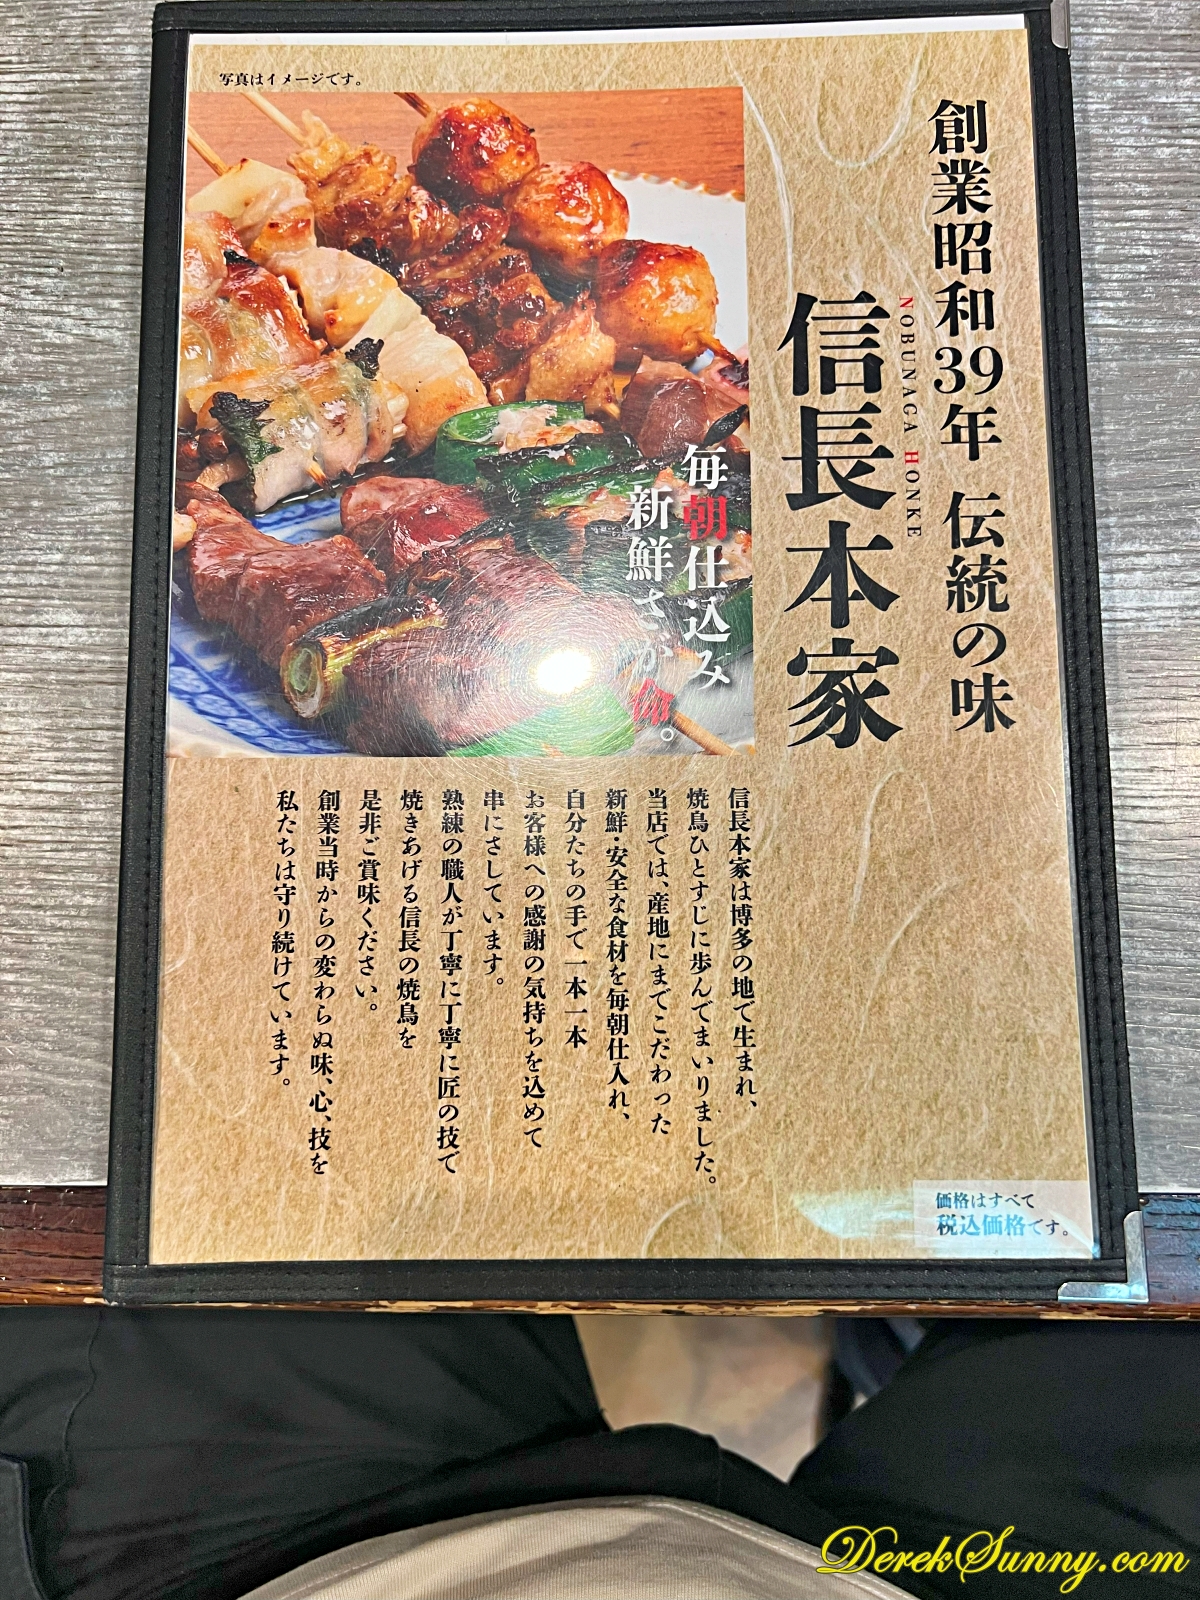 写真はイメージです。
創業昭和39年 伝統の味
NOBUNAGA HONKE
信長本家
毎朝仕込み
新鮮さが命。
信長本家は博多の地で生まれ、
焼鳥ひとすじに歩んでまいりました。
当店では、産地にまでこだわった
新鮮・安全な食材を毎朝仕入れ、
自分たちの手で一本一本
お客様への感謝の気持ちを込めて
串にさしています。
熟練の職人が丁寧に丁寧に匠の技で
焼きあげる信長の焼鳥を
是非ご賞味ください。
創業当時からの変わらぬ味、心、技を
私たちは守り続けています。
価格はすべて
税込価格です。
DerekSunny.com